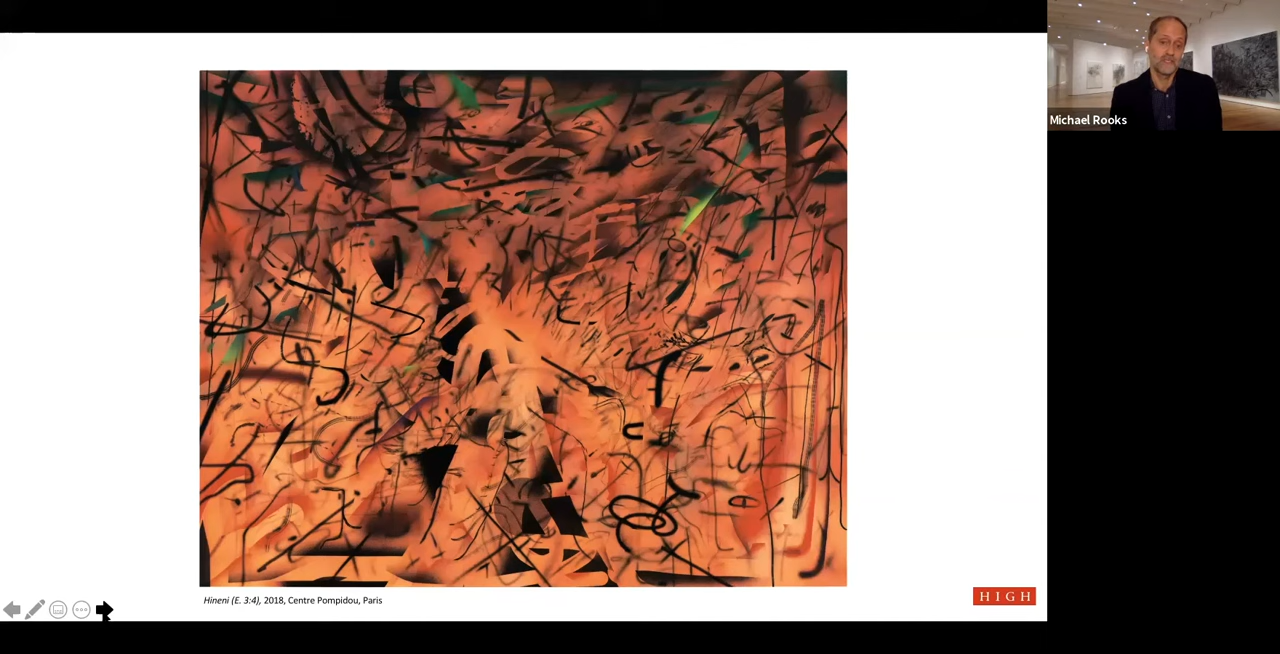 Michael Rooks
Hineni (E. 3:4), 2018, Centre Pompidou, Paris
HIGH